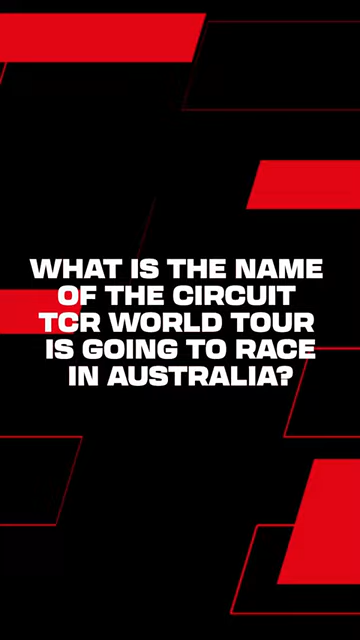 WHAT IS THE NAME
OF THE CIRCUIT
TCR WORLD TOUR
IS GOING TO RACE
IN AUSTRALIA?